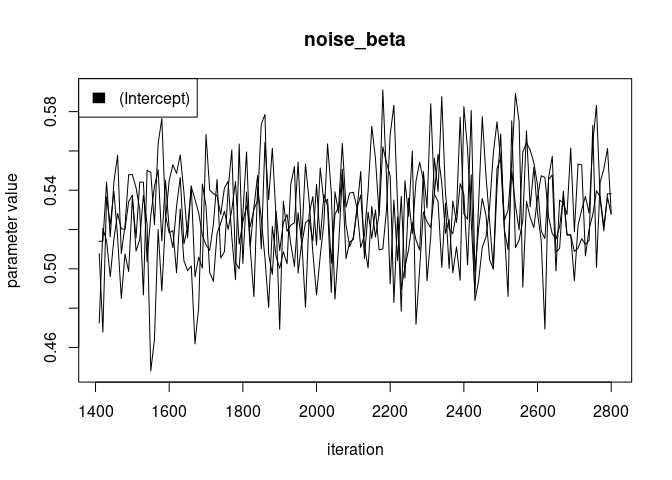 noise_beta
(Intercept)
parameter value
0.58
0.54
0.50
0.46
1400 1600 1800 2000 2200 2400 2600 2800
iteration